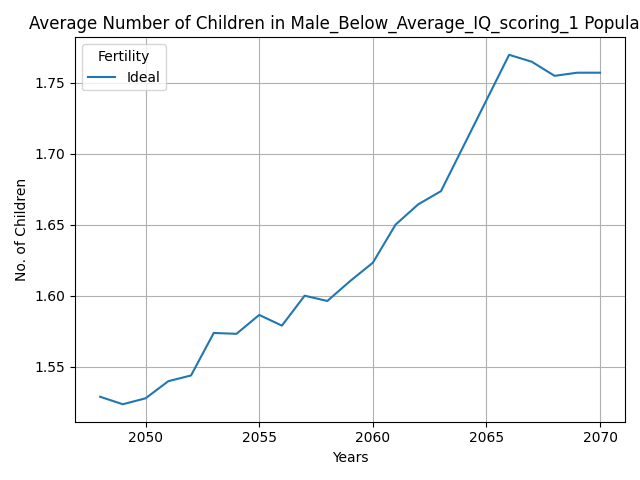 Average Number of Children in Male_Below_Average_IQ_scoring_1 Popula
Fertility
Ideal
1.75
1.70
1.65
1.60
1.55
No. of Children
2050 2055 2060 2065 2070
Years